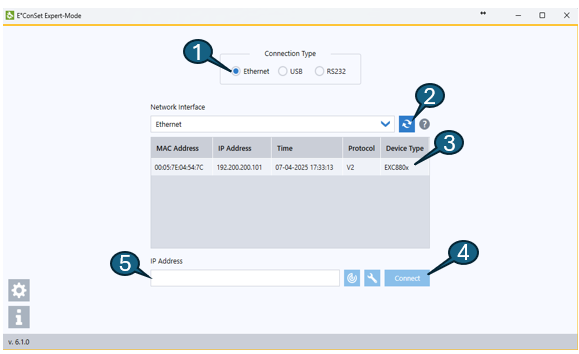 E°ConSet Expert-Mode
1
Connection Type
Ethernet USB RS232
2
Network Interface
Ethernet
?
3
MAC Address IP Address Time Protocol Device Type
00:05:7E:04:54:7C 192.200.200.101 07-04-2025 17:33:13 V2 EXC880x
4
5
IP Address
Connect
v. 6.1.0